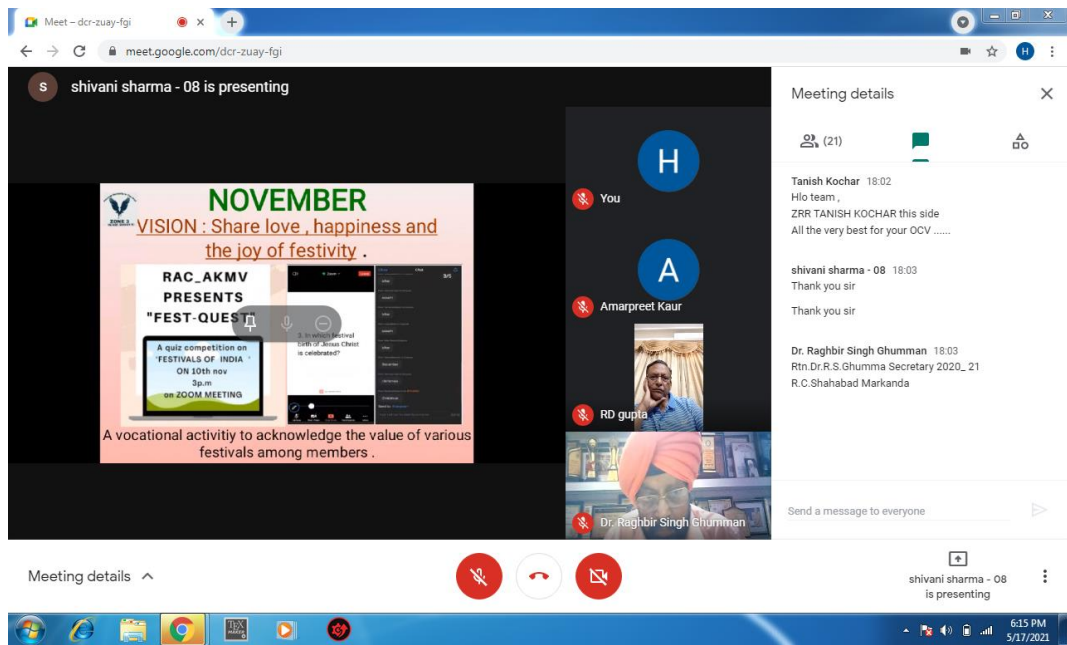 Meet – dcr-zuay-fgi
meet.google.com/dcr-zuay-fgi
H
S
shivani sharma - 08 is presenting
ZONE 3
NOVEMBER
VISION : Share love , happiness and
the joy of festivity .
RAC_AKMV
PRESENTS
"FEST-QUEST"
A quiz competition on
"FESTIVALS OF INDIA "
ON 10th nov
3p.m
on ZOOM MEETING
3. In which festival
birth of Jesus Christ
is celebrated?
A vocational activitiy to acknowledge the value of various
festivals among members .
H
You
A
Amarpreet Kaur
RD gupta
Dr. Raghbir Singh Ghumman
Meeting details
(21)
Tanish Kochar 18:02
Hlo team ,
ZRR TANISH KOCHAR this side
All the very best for your OCV ......
shivani sharma - 08 18:03
Thank you sir
Thank you sir
Dr. Raghbir Singh Ghumman 18:03
Rtn.Dr.R.S.Ghumma Secretary 2020_ 21
R.C.Shahabad Markanda
Send a message to everyone
Meeting details
shivani sharma - 08
is presenting
TEX
MAKER
6:15 PM
5/17/2021